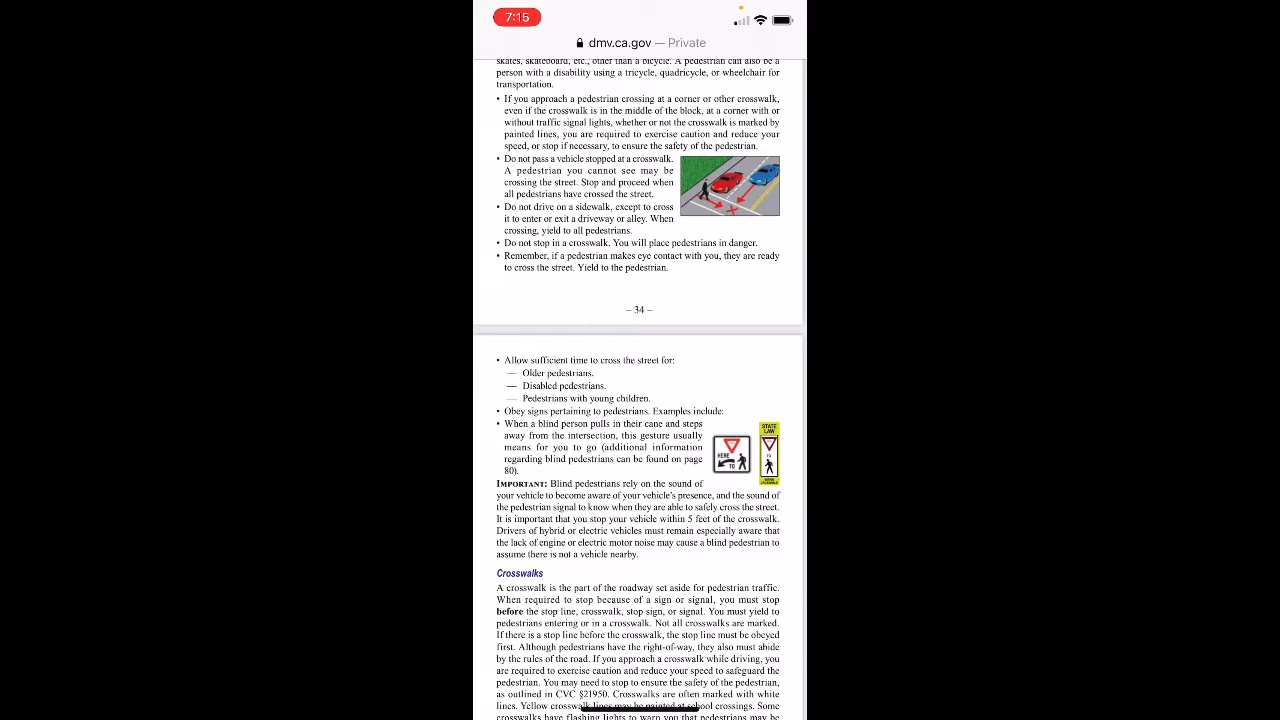 7:15
dmv.ca.gov — Private
skates, skateboard, etc., other than a bicycle. A pedestrian can also be a
person with a disability using a tricycle, quadricycle, or wheelchair for
transportation.
• If you approach a pedestrian crossing at a corner or other crosswalk,
even if the crosswalk is in the middle of the block, at a corner with or
without traffic signal lights, whether or not the crosswalk is marked by
painted lines, you are required to exercise caution and reduce your
speed, or stop if necessary, to ensure the safety of the pedestrian.
• Do not pass a vehicle stopped at a crosswalk.
A pedestrian you cannot see may be
crossing the street. Stop and proceed when
all pedestrians have crossed the street.
• Do not drive on a sidewalk, except to cross
it to enter or exit a driveway or alley. When
crossing, yield to all pedestrians.
• Do not stop in a crosswalk. You will place pedestrians in danger.
• Remember, if a pedestrian makes eye contact with you, they are ready
to cross the street. Yield to the pedestrian.
– 34 –
• Allow sufficient time to cross the street for:
— Older pedestrians.
— Disabled pedestrians.
— Pedestrians with young children.
• Obey signs pertaining to pedestrians. Examples include:
• When a blind person pulls in their cane and steps
away from the intersection, this gesture usually
means for you to go (additional information
regarding blind pedestrians can be found on page
80).
HERE
TO
STATE
LAW
TO
IMPORTANT: Blind pedestrians rely on the sound of
your vehicle to become aware of your vehicle's presence, and the sound of
the pedestrian signal to know when they are able to safely cross the street.
It is important that you stop your vehicle within 5 feet of the crosswalk.
Drivers of hybrid or electric vehicles must remain especially aware that
the lack of engine or electric motor noise may cause a blind pedestrian to
assume there is not a vehicle nearby.
Crosswalks
A crosswalk is the part of the roadway set aside for pedestrian traffic.
When required to stop because of a sign or signal, you must stop
before the stop line, crosswalk, stop sign, or signal. You must yield to
pedestrians entering or in a crosswalk. Not all crosswalks are marked.
If there is a stop line before the crosswalk, the stop line must be obeyed
first. Although pedestrians have the right-of-way, they also must abide
by the rules of the road. If you approach a crosswalk while driving, you
are required to exercise caution and reduce your speed to safeguard the
pedestrian. You may need to stop to ensure the safety of the pedestrian,
as outlined in CVC §21950. Crosswalks are often marked with white
lines. Yellow crosswalk lines may be painted at school crossings. Some
crosswalks have flashing lights to warn you that pedestrians may be